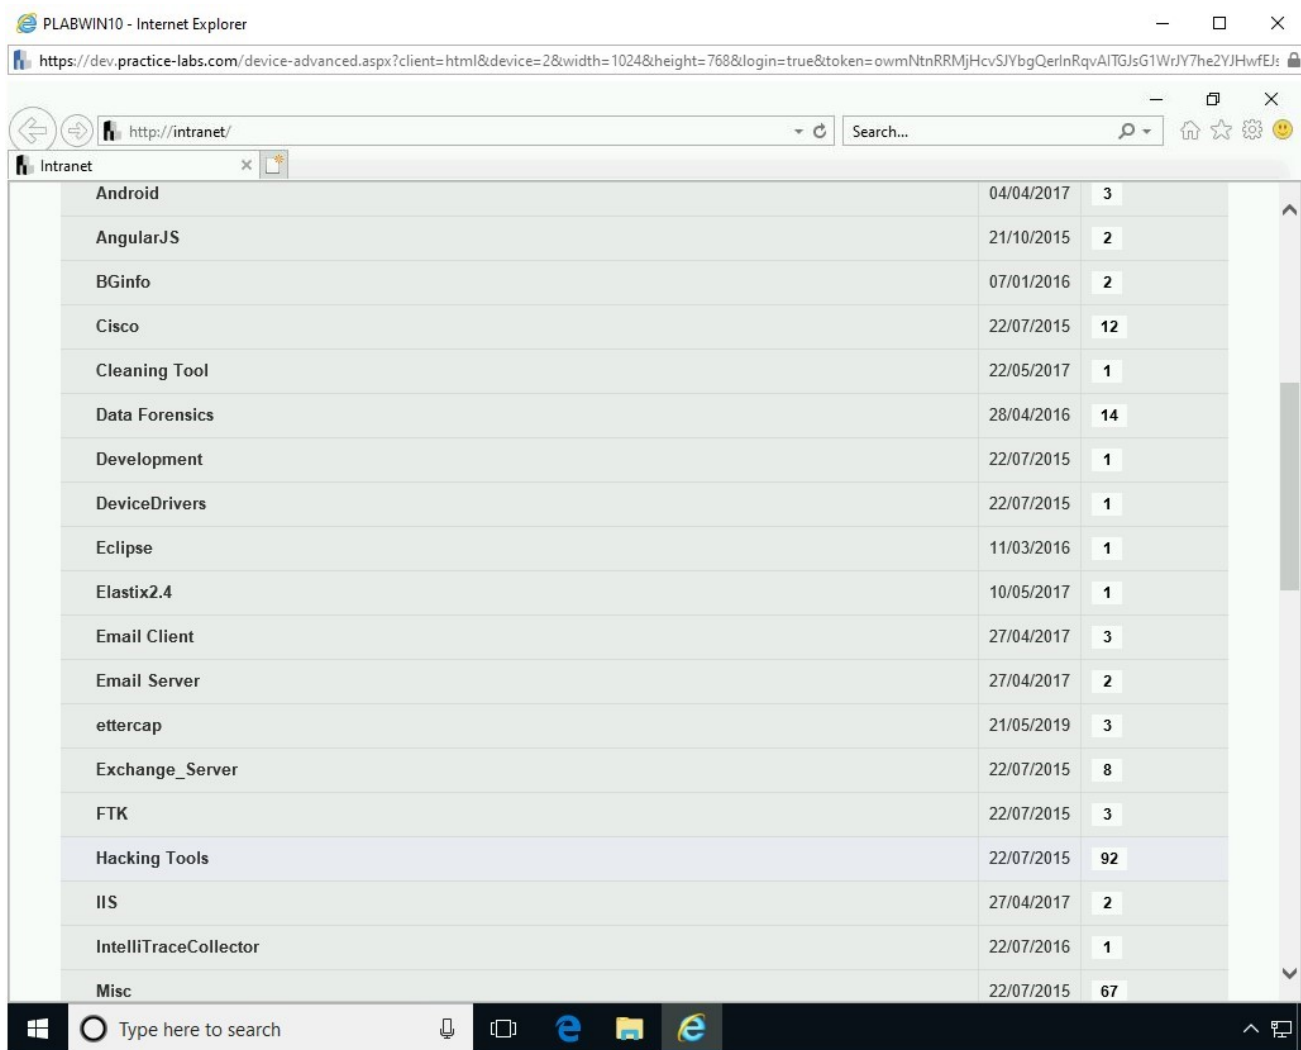 PLABWIN10 - Internet Explorer
https://dev.practice-labs.com/device-advanced.aspx?client=html&device=2&width=1024&height=768&login=true&token=owmNtnRRMjHcvSJYbgQerInRqvAITGJsG1WrJY7he2YJHwfEJs
http://intranet/ Search...
Intranet
Android 04/04/2017 3
AngularJS 21/10/2015 2
BGinfo 07/01/2016 2
Cisco 22/07/2015 12
Cleaning Tool 22/05/2017 1
Data Forensics 28/04/2016 14
Development 22/07/2015 1
DeviceDrivers 22/07/2015 1
Eclipse 11/03/2016 1
Elastix2.4 10/05/2017 1
Email Client 27/04/2017 3
Email Server 27/04/2017 2
ettercap 21/05/2019 3
Exchange_Server 22/07/2015 8
FTK 22/07/2015 3
Hacking Tools 22/07/2015 92
IIS 27/04/2017 2
IntelliTraceCollector 22/07/2016 1
Misc 22/07/2015 67
Type here to search